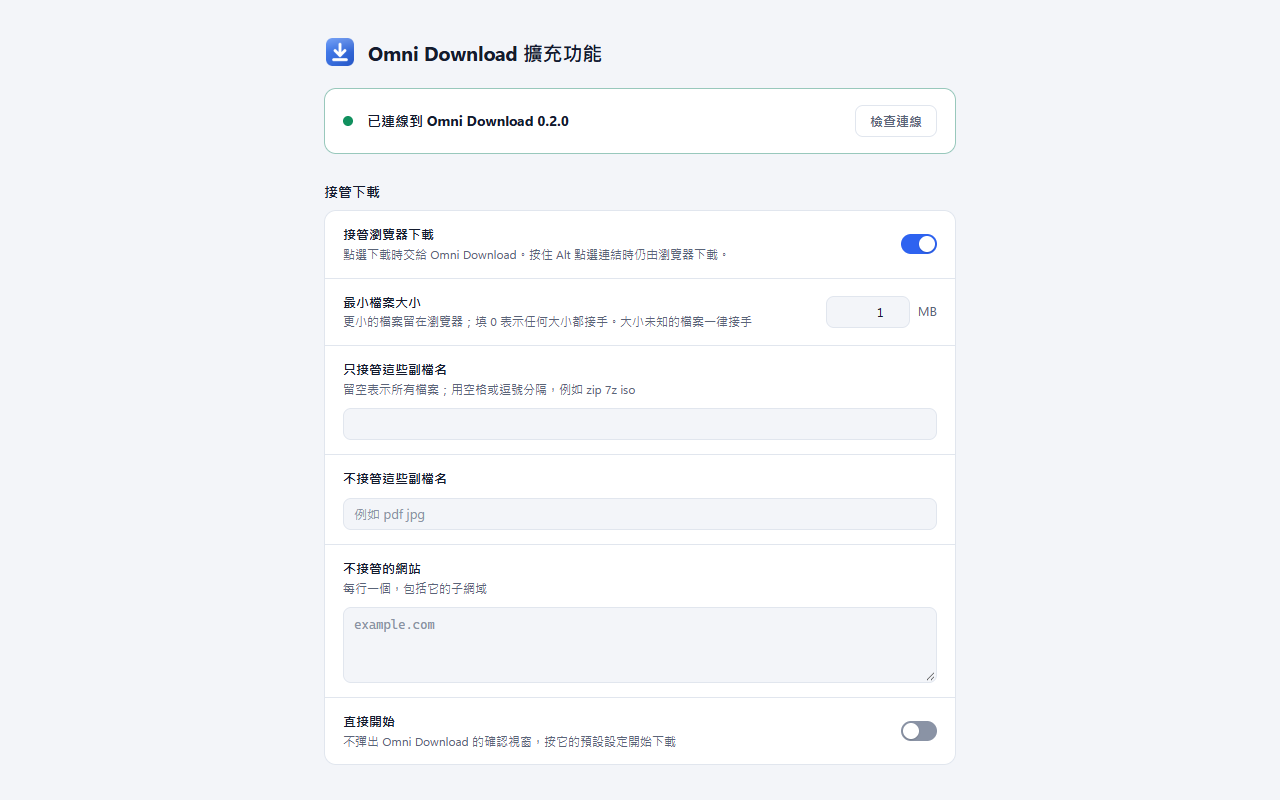 Omni Download 擴充功能
已連線到 Omni Download 0.2.0
檢查連線
接管下載
接管瀏覽器下載
點選下載時交給 Omni Download。按住 Alt 點選連結時仍由瀏覽器下載。
最小檔案大小
更小的檔案留在瀏覽器；填 0 表示任何大小都接手。大小未知的檔案一律接手
1 MB
只接管這些副檔名
留空表示所有檔案；用空格或逗號分隔，例如 zip 7z iso
不接管這些副檔名
例如 pdf jpg
不接管的網站
每行一個，包括它的子網域
example.com
直接開始
不彈出 Omni Download 的確認視窗，按它的預設設定開始下載